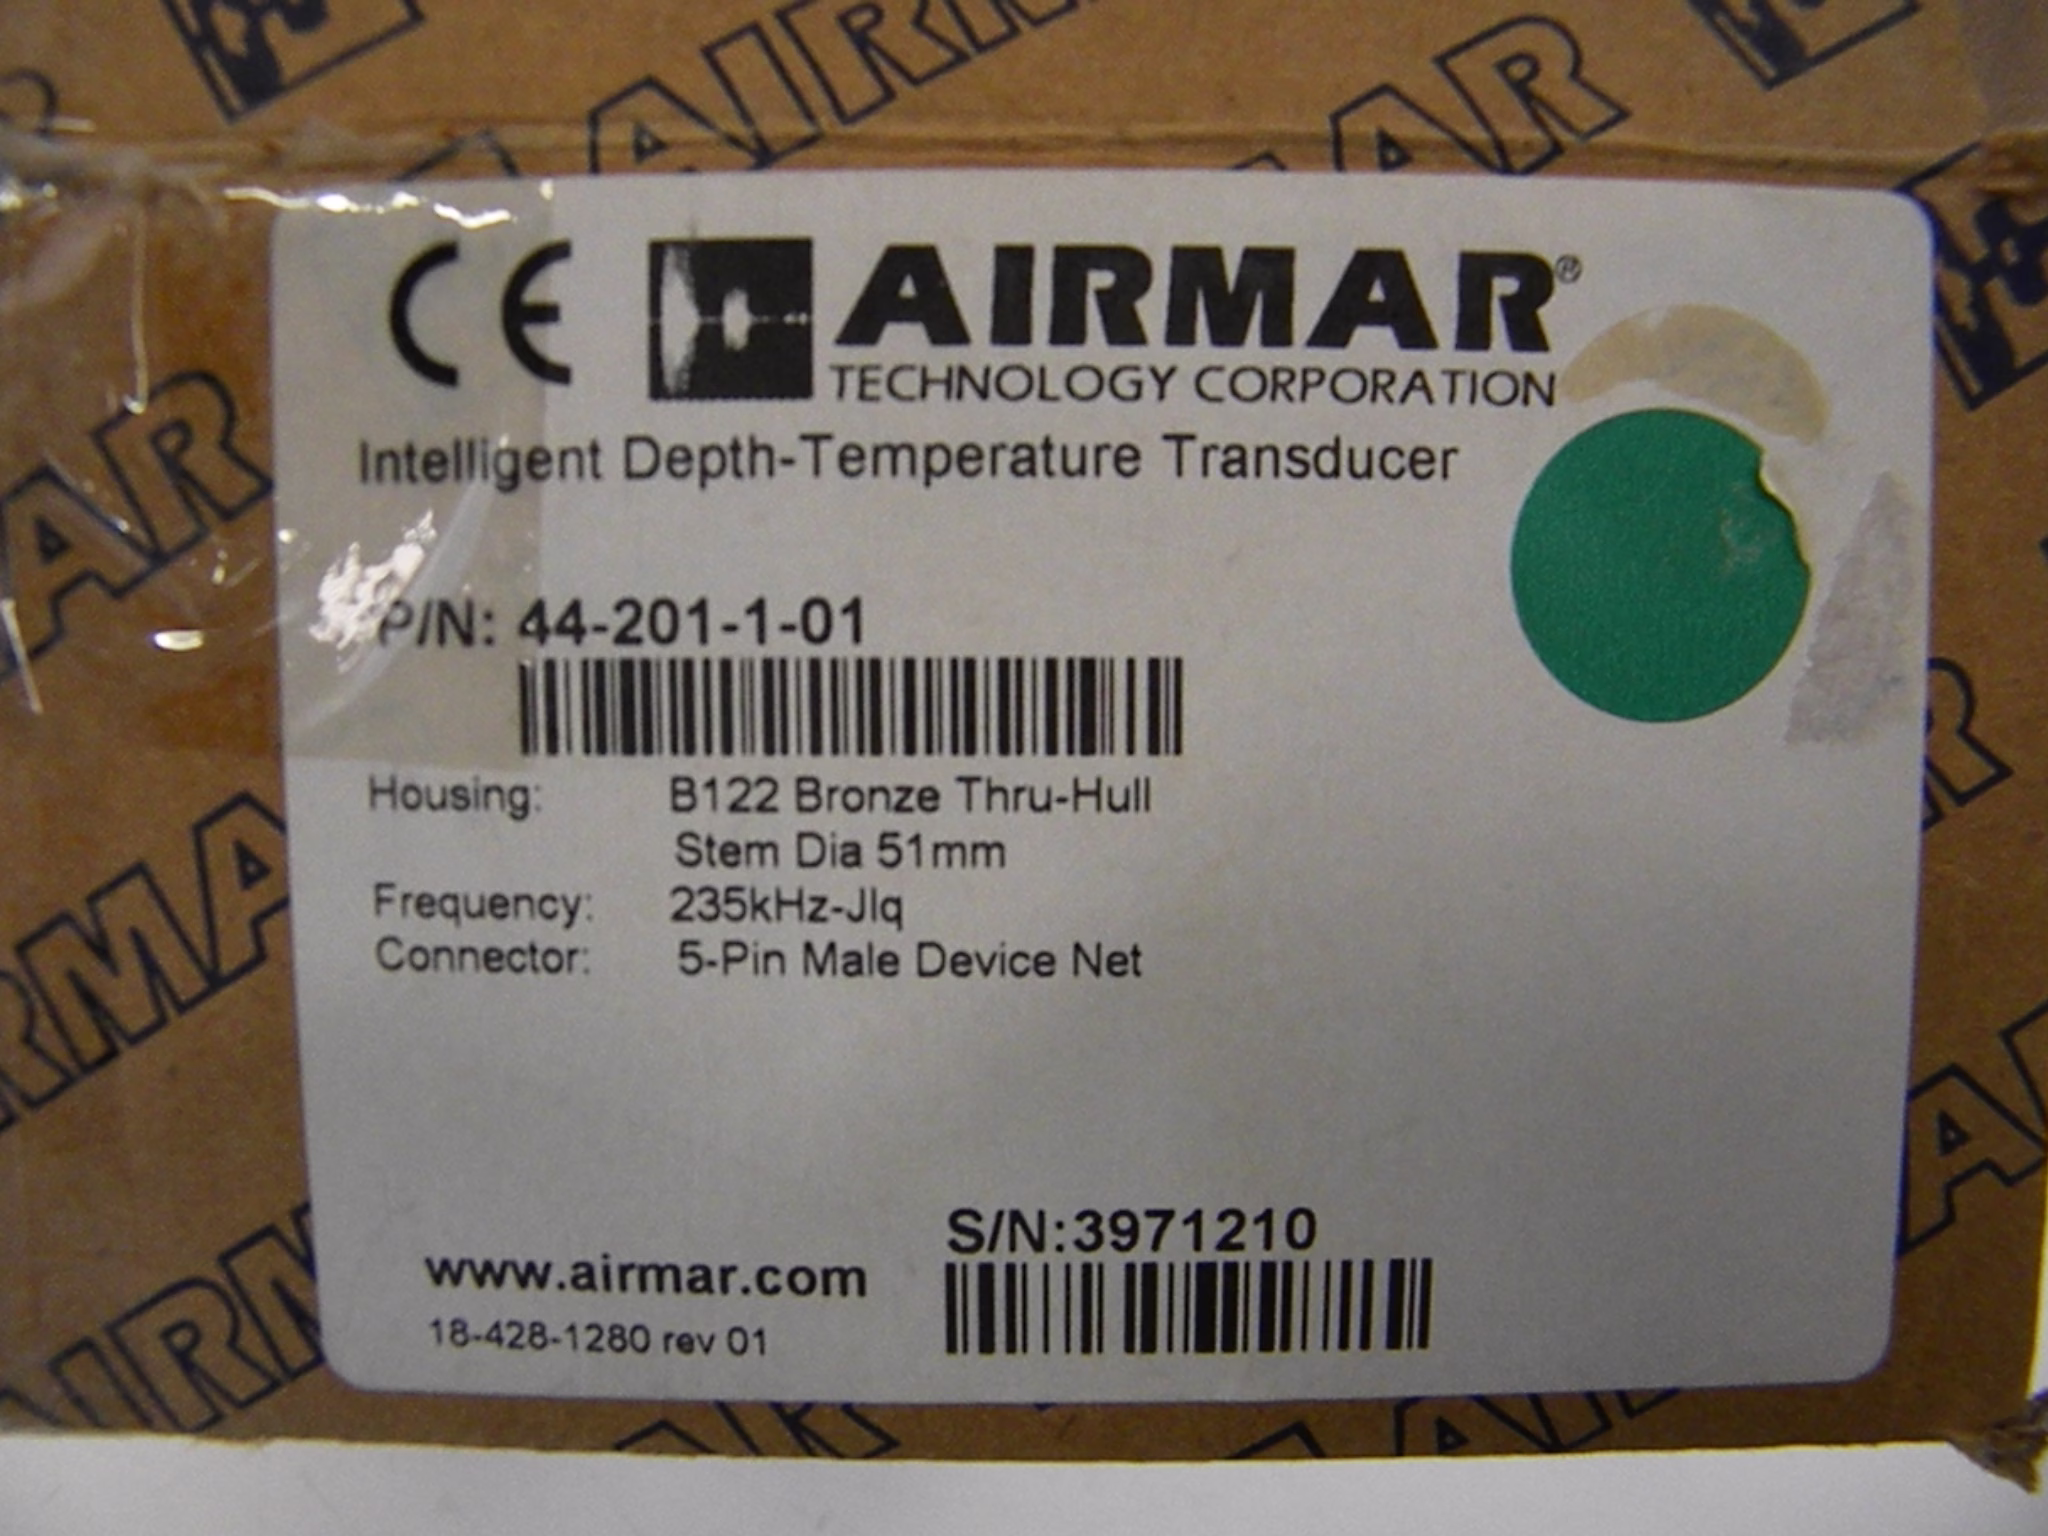 AIRMAR
AR
CE AIRMAR®
TECHNOLOGY CORPORATION
Intelligent Depth-Temperature Transducer
P/N: 44-201-1-01
Housing: B122 Bronze Thru-Hull
Stem Dia 51mm
Frequency: 235kHz-Jlq
Connector: 5-Pin Male Device Net
S/N:3971210
www.airmar.com
18-428-1280 rev 01